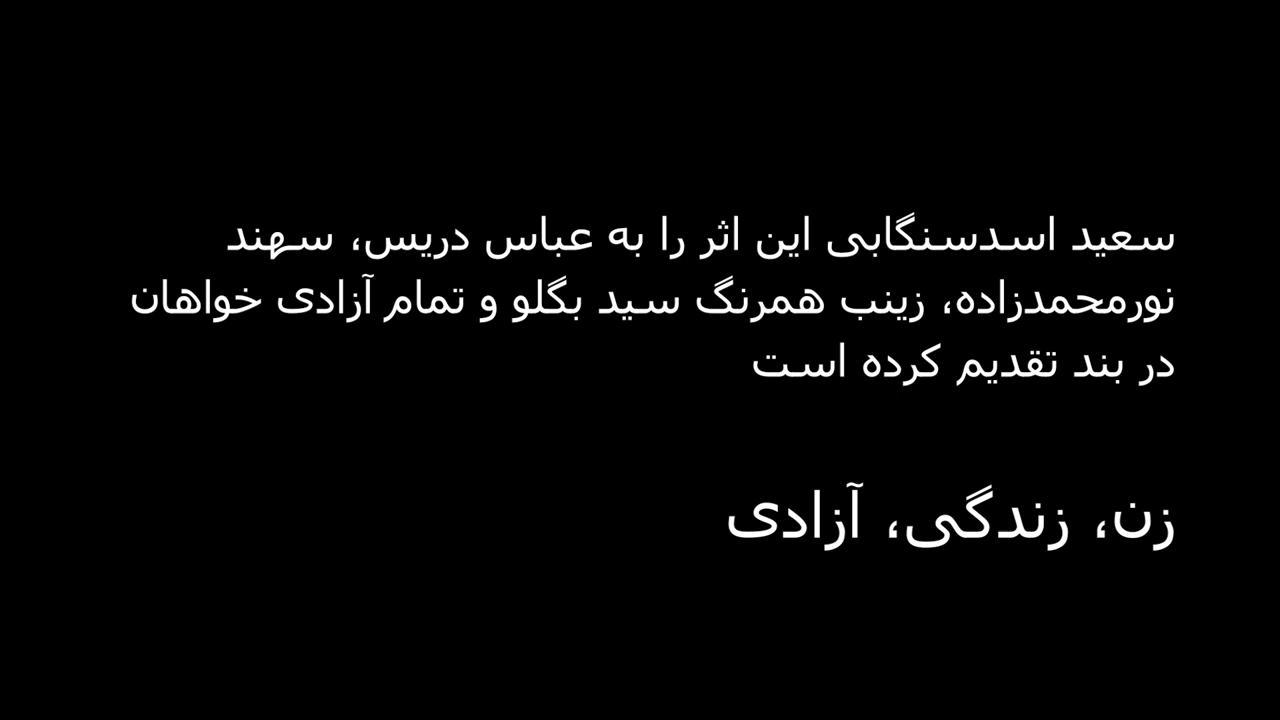 سعید اسدسنگابی این اثر را به عباس دریس، سهند
نورمحمدزاده، زینب همرنگ سید بگلو و تمام آزادی خواهان
در بند تقدیم کرده است
زن، زندگی، آزادی